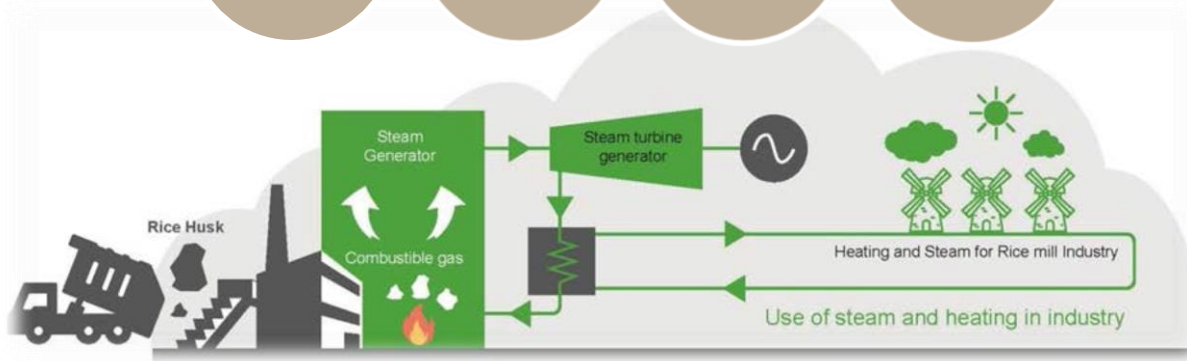 Rice Husk
Steam
Generator
Combustible gas
Steam turbine
generator
Heating and Steam for Rice mill Industry
Use of steam and heating in industry